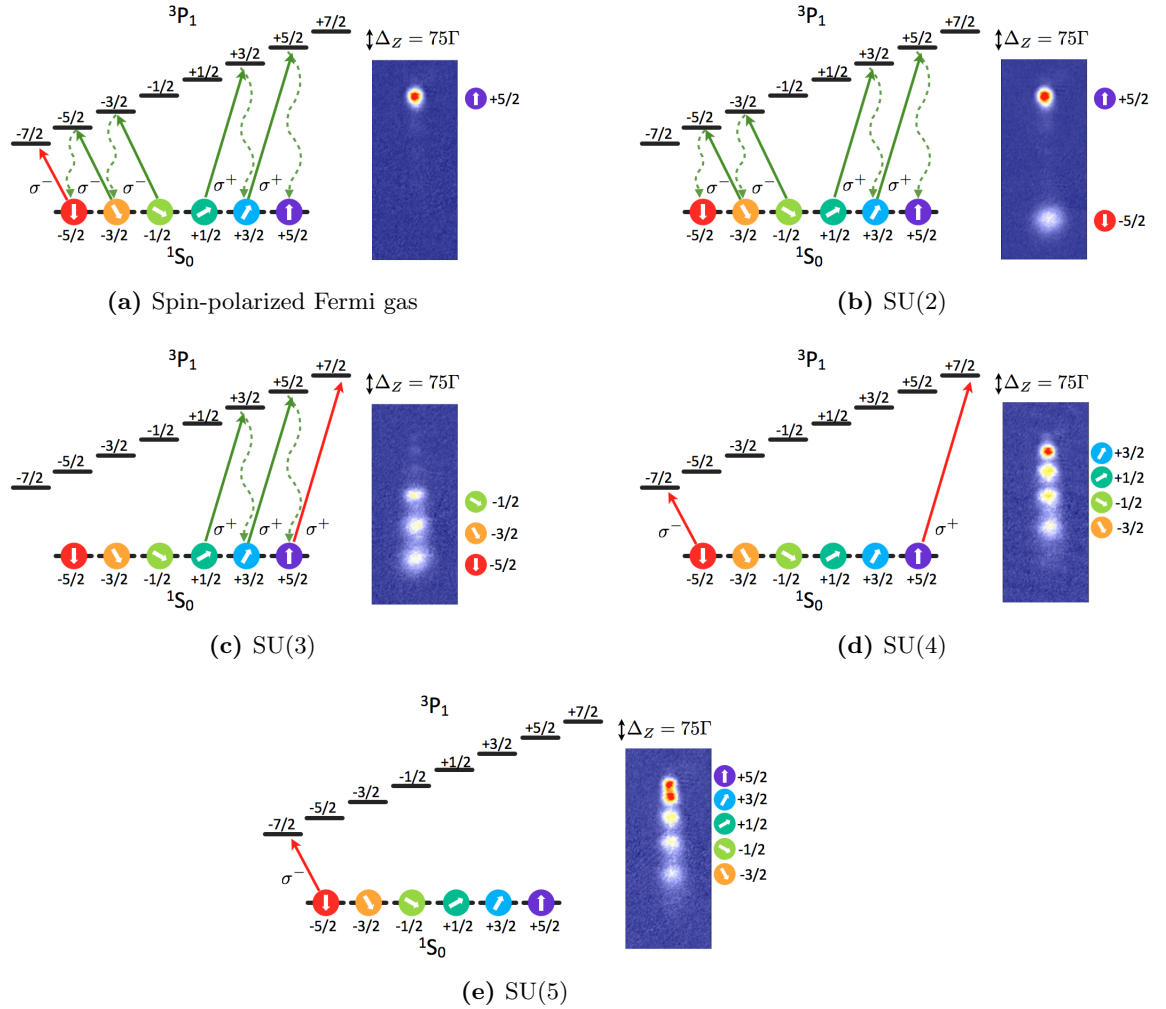 ³P₁
+7/2
+5/2
+3/2
+1/2
-1/2
-3/2
-5/2
-7/2
Δ_Z = 75Γ
σ⁻ σ⁻ σ⁻ σ⁺ σ⁺
-5/2 -3/2 -1/2 +1/2 +3/2 +5/2
¹S₀
+5/2
(a) Spin-polarized Fermi gas
³P₁
+7/2
+5/2
+3/2
+1/2
-1/2
-3/2
-5/2
-7/2
Δ_Z = 75Γ
σ⁻ σ⁻ σ⁺ σ⁺
-5/2 -3/2 -1/2 +1/2 +3/2 +5/2
¹S₀
+5/2
-5/2
(b) SU(2)
³P₁
+7/2
+5/2
+3/2
+1/2
-1/2
-3/2
-5/2
-7/2
Δ_Z = 75Γ
σ⁺ σ⁺ σ⁺
-5/2 -3/2 -1/2 +1/2 +3/2 +5/2
¹S₀
-1/2
-3/2
-5/2
(c) SU(3)
³P₁
+7/2
+5/2
+3/2
+1/2
-1/2
-3/2
-5/2
-7/2
Δ_Z = 75Γ
σ⁻ σ⁺
-5/2 -3/2 -1/2 +1/2 +3/2 +5/2
¹S₀
+3/2
+1/2
-1/2
-3/2
(d) SU(4)
³P₁
+7/2
+5/2
+3/2
+1/2
-1/2
-3/2
-5/2
-7/2
Δ_Z = 75Γ
σ⁻
-5/2 -3/2 -1/2 +1/2 +3/2 +5/2
¹S₀
+5/2
+3/2
+1/2
-1/2
-3/2
(e) SU(5)